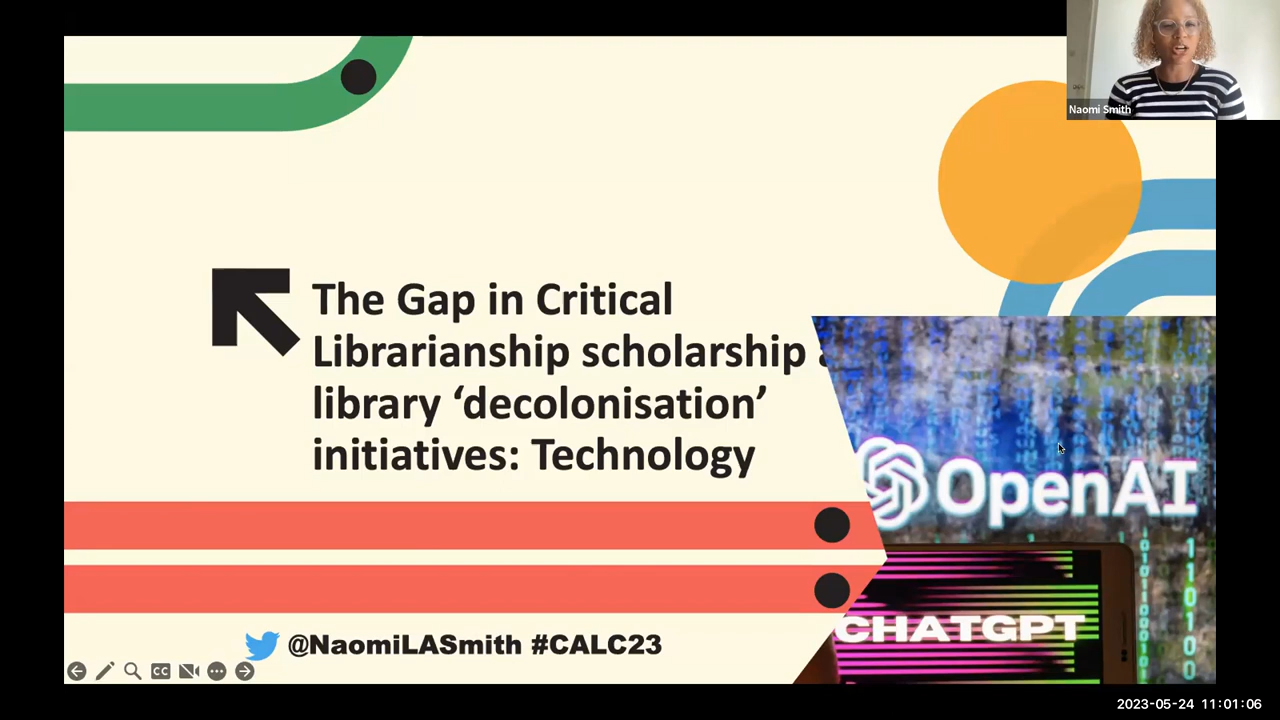 Naomi Smith
The Gap in Critical
Librarianship scholarship
library ‘decolonisation’
initiatives: Technology
OpenAI
CHATGPT
@NaomiLASmith #CALC23
CC
2023-05-24 11:01:06